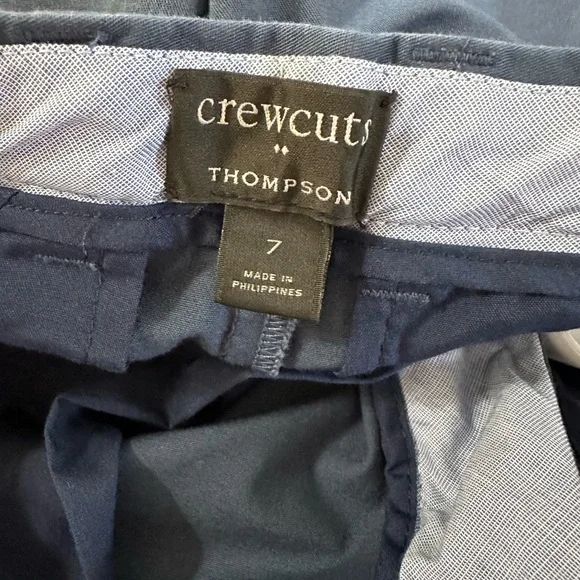 crewcuts
THOMPSON
7
MADE IN
PHILIPPINES